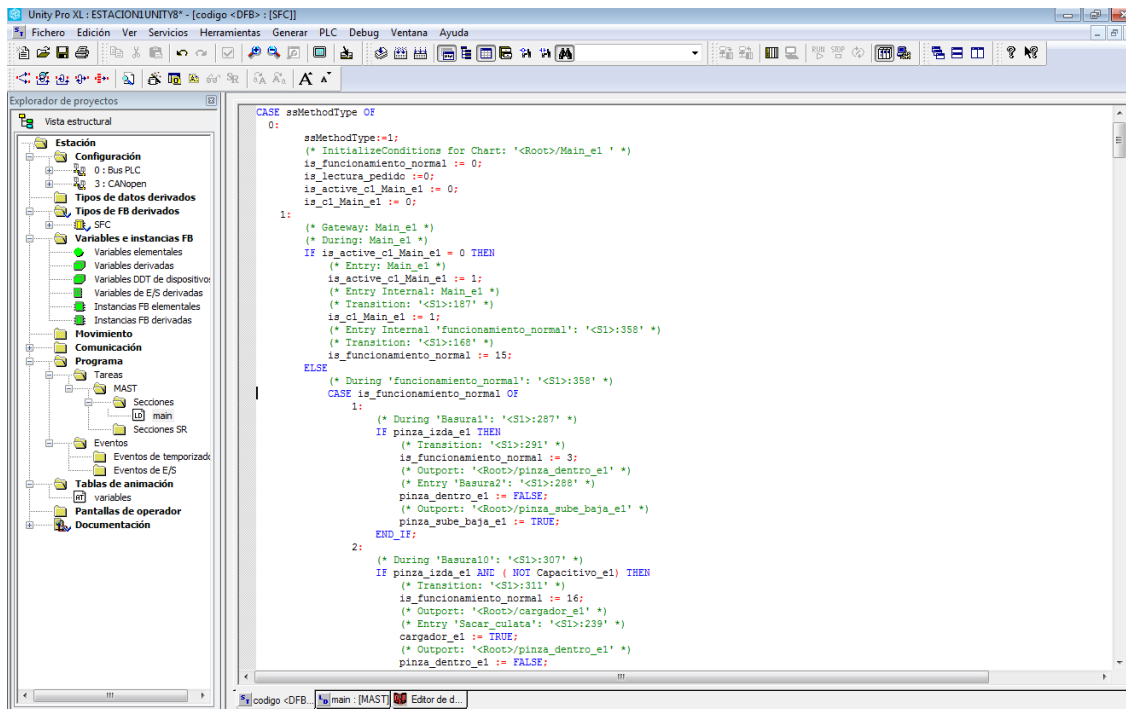 Unity Pro XL : ESTACION1UNITY8* - [codigo <DFB> : [SFC]]
Fichero Edición Ver Servicios Herramientas Generar PLC Debug Ventana Ayuda
RUN STOP
SR
A A
Explorador de proyectos
Vista estructural
Estación
Configuración
0 : Bus PLC
3 : CANopen
Tipos de datos derivados
Tipos de FB derivados
SFC
Variables e instancias FB
Variables elementales
Variables derivadas
Variables DDT de dispositivo
Variables de E/S derivadas
Instancias FB elementales
Instancias FB derivadas
Movimiento
Comunicación
Programa
Tareas
MAST
Secciones
LD main
Secciones SR
Eventos
Eventos de temporizado
Eventos de E/S
Tablas de animación
AT variables
Pantallas de operador
Documentación
CASE ssMethodType OF
0:
ssMethodType:=1;
(* InitializeConditions for Chart: '<Root>/Main_e1 ' *)
is_funcionamiento_normal := 0;
is_lectura_pedido :=0;
is_active_c1_Main_e1 := 0;
is_c1_Main_e1 := 0;
1:
(* Gateway: Main_e1 *)
(* During: Main_e1 *)
IF is_active_c1_Main_e1 = 0 THEN
(* Entry: Main_e1 *)
is_active_c1_Main_e1 := 1;
(* Entry Internal: Main_e1 *)
(* Transition: '<S1>:187' *)
is_c1_Main_e1 := 1;
(* Entry Internal 'funcionamiento_normal': '<S1>:358' *)
(* Transition: '<S1>:168' *)
is_funcionamiento_normal := 15;
ELSE
(* During 'funcionamiento_normal': '<S1>:358' *)
CASE is_funcionamiento_normal OF
1:
(* During 'Basura1': '<S1>:287' *)
IF pinza_izda_e1 THEN
(* Transition: '<S1>:291' *)
is_funcionamiento_normal := 3;
(* Outport: '<Root>/pinza_dentro_e1' *)
(* Entry 'Basura2': '<S1>:288' *)
pinza_dentro_e1 := FALSE;
(* Outport: '<Root>/pinza_sube_baja_e1' *)
pinza_sube_baja_e1 := TRUE;
END_IF;
2:
(* During 'Basura10': '<S1>:307' *)
IF pinza_izda_e1 AND ( NOT Capacitivo_e1) THEN
(* Transition: '<S1>:311' *)
is_funcionamiento_normal := 16;
(* Outport: '<Root>/cargador_e1' *)
(* Entry 'Sacar_culata': '<S1>:239' *)
cargador_e1 := TRUE;
(* Outport: '<Root>/pinza_dentro_e1' *)
pinza_dentro_e1 := FALSE;
codigo <DFB... main : [MAST] Editor de d...